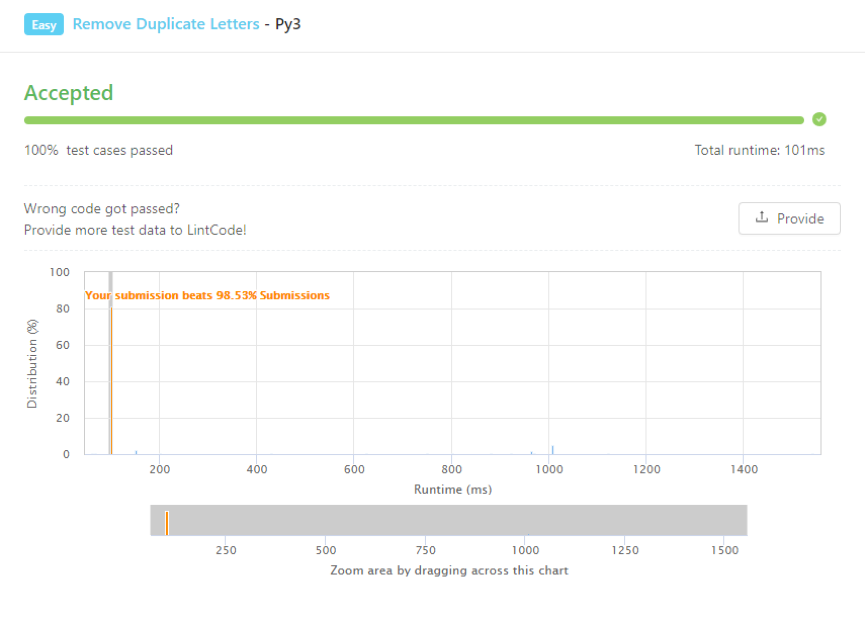 Easy Remove Duplicate Letters - Py3
Accepted
100% test cases passed Total runtime: 101ms
Wrong code got passed?
Provide more test data to LintCode!
Provide
100
Your submission beats 98.53% Submissions
80
60
40
20
0
Distribution (%)
200 400 600 800 1000 1200 1400
Runtime (ms)
250 500 750 1000 1250 1500
Zoom area by dragging across this chart